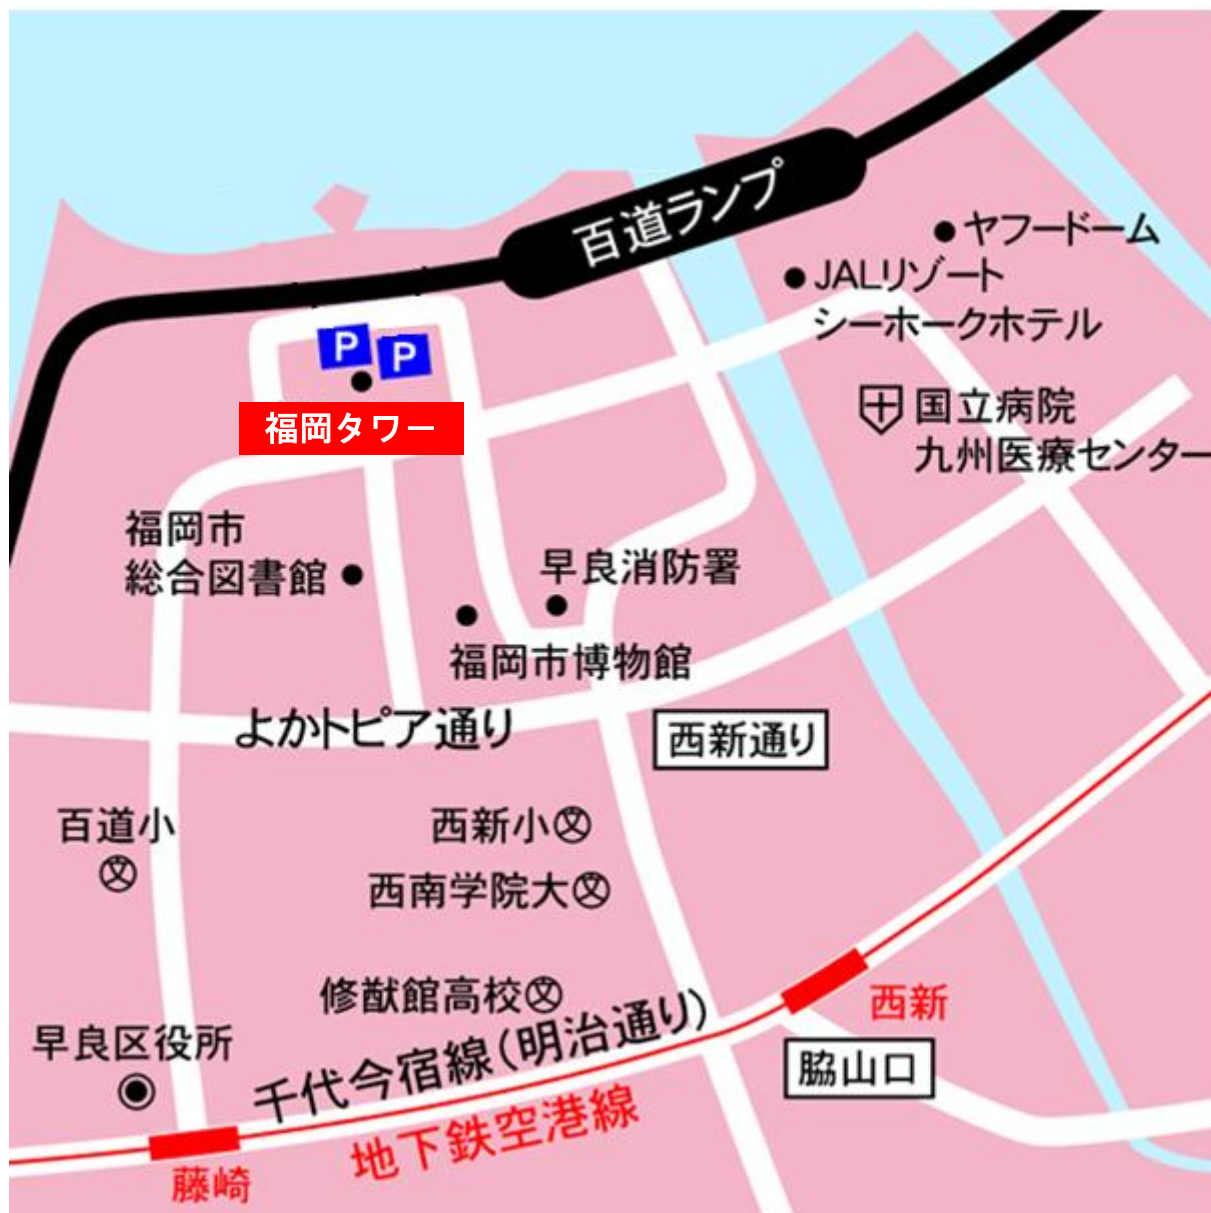 百道ランプ
ヤフードーム
JALリゾート
シーホークホテル
P
P
福岡タワー
国立病院
九州医療センター
福岡市
総合図書館
早良消防署
福岡市博物館
よかトピア通り
西新通り
百道小
文
西新小文
西南学院大文
修猷館高校文
西新
早良区役所
千代今宿線(明治通り)
脇山口
地下鉄空港線
藤崎